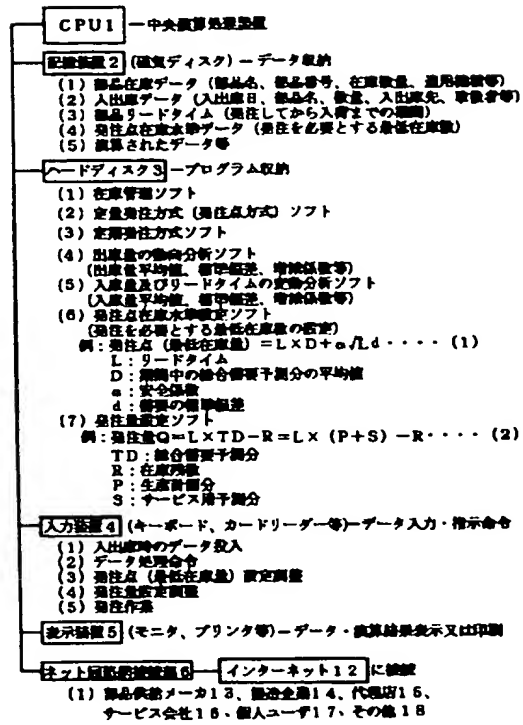 CPU1 ー中央演算処理装置
記憶装置2 (磁気ディスク) ーデータ収納
(1) 部品在庫データ (部品名、部品番号、在庫数量、適用機種等)
(2) 入出庫データ (入出庫日、部品名、数量、入出庫先、取扱者等)
(3) 部品リードタイム (発注してから入荷までの期間)
(4) 発注点在庫水準データ (発注を必要とする最低在庫数)
(5) 演算されたデータ等
ハードディスク3 ープログラム収納
(1) 在庫管理ソフト
(2) 定量発注方式 (発注点方式) ソフト
(3) 定期発注方式ソフト
(4) 出庫量の動向分析ソフト
(出庫量平均値、標準偏差、増減係数等)
(5) 入庫量及びリードタイムの変動分析ソフト
(入庫量平均値、標準偏差、増減係数等)
(6) 発注点在庫水準設定ソフト
(発注を必要とする最低在庫数の設定)
例:発注点 (最低在庫量) =L×D+α√Ld・・・・ (1)
L:リードタイム
D:期間中の総合需要予測分の平均値
α:安全係数
d:需要の標準偏差
(7) 発注量設定ソフト
例:発注量Q=L×TD−R=L× (P+S) −R・・・・ (2)
TD:総合需要予測分
R:在庫残数
P:生産計画分
S:サービス用予測分
入力装置4 (キーボード、カードリーダー等)ーデータ入力・指示命令
(1) 入出庫時のデータ投入
(2) データ処理命令
(3) 発注点 (最低在庫量) 設定調整
(4) 発注量設定調整
(5) 発注作業
表示装置5 (モニタ、プリンタ等) ーデータ・演算結果表示又は印刷
ネット回路接続装置6 インターネット12 に接続
(1) 部品供給メーカ13、製造企業14、代理店15、
サービス会社16、個人ユーザ17、その他18